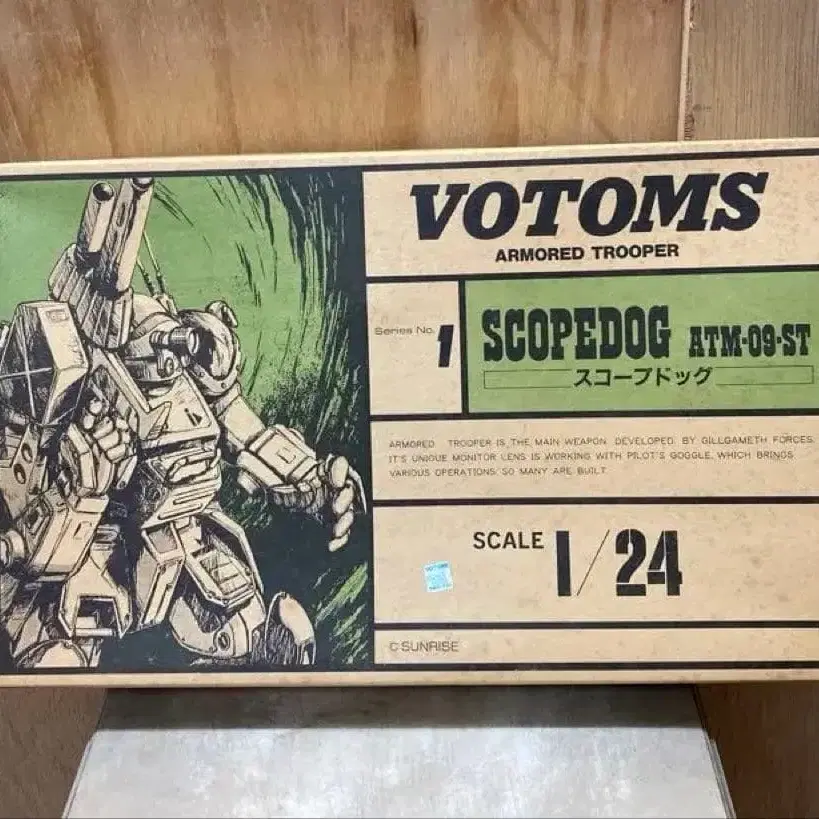 VOTOMS
ARMORED TROOPER
Series No. 1
SCOPEDOG ATM-09-ST
スコープドッグ
ARMORED TROOPER IS THE MAIN WEAPON DEVELOPED BY GILLGAMETH FORCES.
IT'S UNIQUE MONITOR LENS IS WORKING WITH PILOT'S GOGGLE, WHICH BRINGS
VARIOUS OPERATIONS. SO MANY ARE BUILT.
SCALE 1/24
VOTOMS
© SUNRISE